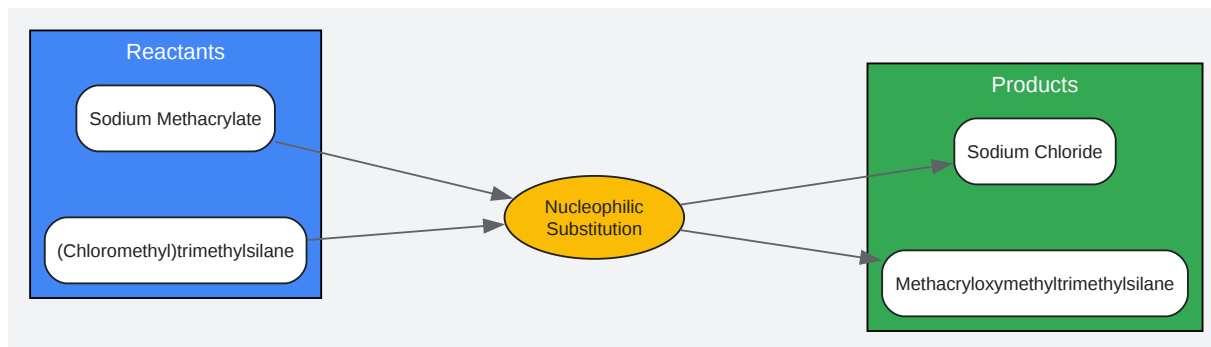 Reactants
Sodium Methacrylate
(Chloromethyl)trimethylsilane
Nucleophilic
Substitution
Products
Sodium Chloride
Methacryloxymethyltrimethylsilane